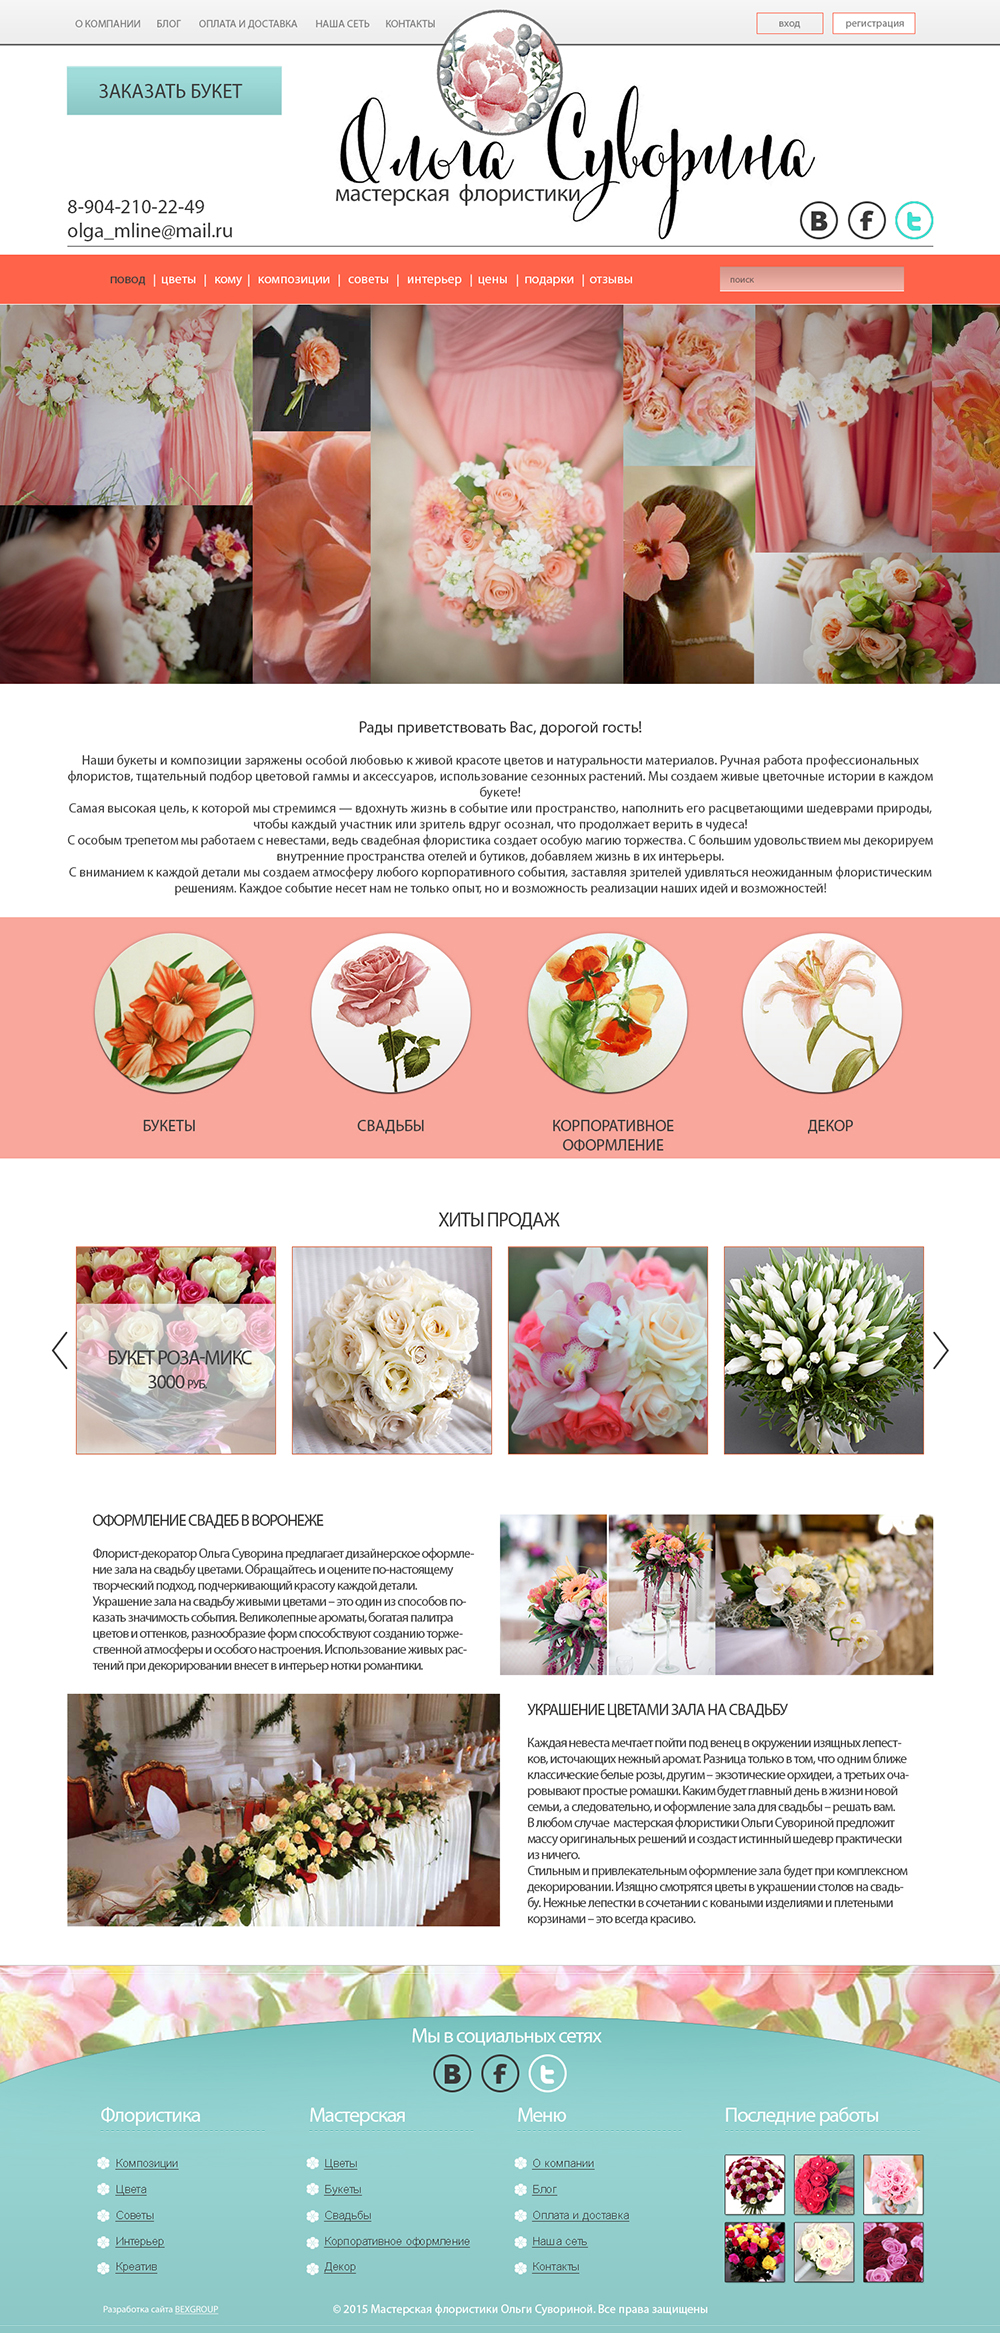 О КОМПАНИИ БЛОГ ОПЛАТА И ДОСТАВКА НАША СЕТЬ КОНТАКТЫ
вход регистрация
ЗАКАЗАТЬ БУКЕТ
Ольга Суворина
мастерская флористики
8-904-210-22-49
olga_mline@mail.ru
В f t
повод | цветы | кому | композиции | советы | интерьер | цены | подарки | отзывы
поиск
Рады приветствовать Вас, дорогой гость!
Наши букеты и композиции заряжены особой любовью к живой красоте цветов и натуральности материалов. Ручная работа профессиональных
флористов, тщательный подбор цветовой гаммы и аксессуаров, использование сезонных растений. Мы создаем живые цветочные истории в каждом
букете!
Самая высокая цель, к которой мы стремимся — вдохнуть жизнь в событие или пространство, наполнить его расцветающими шедеврами природы,
чтобы каждый участник или зритель вдруг осознал, что продолжает верить в чудеса!
С особым трепетом мы работаем с невестами, ведь свадебная флористика создает особую магию торжества. С большим удовольствием мы декорируем
внутренние пространства отелей и бутиков, добавляем жизнь в их интерьеры.
С вниманием к каждой детали мы создаем атмосферу любого корпоративного события, заставляя зрителей удивляться неожиданным флористическим
решениям. Каждое событие несет нам не только опыт, но и возможность реализации наших идей и возможностей!
БУКЕТЫ
СВАДЬБЫ
КОРПОРАТИВНОЕ
ОФОРМЛЕНИЕ
ДЕКОР
ХИТЫ ПРОДАЖ
БУКЕТ РОЗА-МИКС
3000 РУБ.
ОФОРМЛЕНИЕ СВАДЕБ В ВОРОНЕЖЕ
Флорист-декоратор Ольга Суворина предлагает дизайнерское оформле-
ние зала на свадьбу цветами. Обращайтесь и оцените по-настоящему
творческий подход, подчеркивающий красоту каждой детали.
Украшение зала на свадьбу живыми цветами – это один из способов по-
казать значимость события. Великолепные ароматы, богатая палитра
цветов и оттенков, разнообразие форм способствуют созданию торже-
ственной атмосферы и особого настроения. Использование живых рас-
тений при декорировании внесет в интерьер нотки романтики.
УКРАШЕНИЕ ЦВЕТАМИ ЗАЛА НА СВАДЬБУ
Каждая невеста мечтает пойти под венец в окружении изящных лепест-
ков, источающих нежный аромат. Разница только в том, что одним ближе
классические белые розы, другим – экзотические орхидеи, а третьих оча-
ровывают простые ромашки. Каким будет главный день в жизни новой
семьи, а следовательно, и оформление зала для свадьбы – решать вам.
В любом случае мастерская флористики Ольги Сувориной предложит
массу оригинальных решений и создаст истинный шедевр практически
из ничего.
Стильным и привлекательным оформление зала будет при комплексном
декорировании. Изящно смотрятся цветы в украшении столов на свадь-
бу. Нежные лепестки в сочетании с коваными изделиями и плетеными
корзинами – это всегда красиво.
Мы в социальных сетях
В f t
Флористика
Композиции
Цвета
Советы
Интерьер
Креатив
Мастерская
Цветы
Букеты
Свадьбы
Корпоративное оформление
Декор
Меню
О компании
Блог
Оплата и доставка
Наша сеть
Контакты
Последние работы
Разработка сайта BEXGROUP
© 2015 Мастерская флористики Ольги Сувориной. Все права защищены